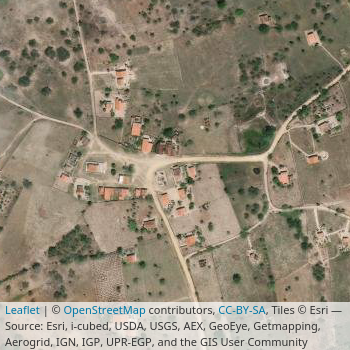 Leaflet | © OpenStreetMap contributors, CC-BY-SA, Tiles © Esri —
Source: Esri, i-cubed, USDA, USGS, AEX, GeoEye, Getmapping,
Aerogrid, IGN, IGP, UPR-EGP, and the GIS User Community